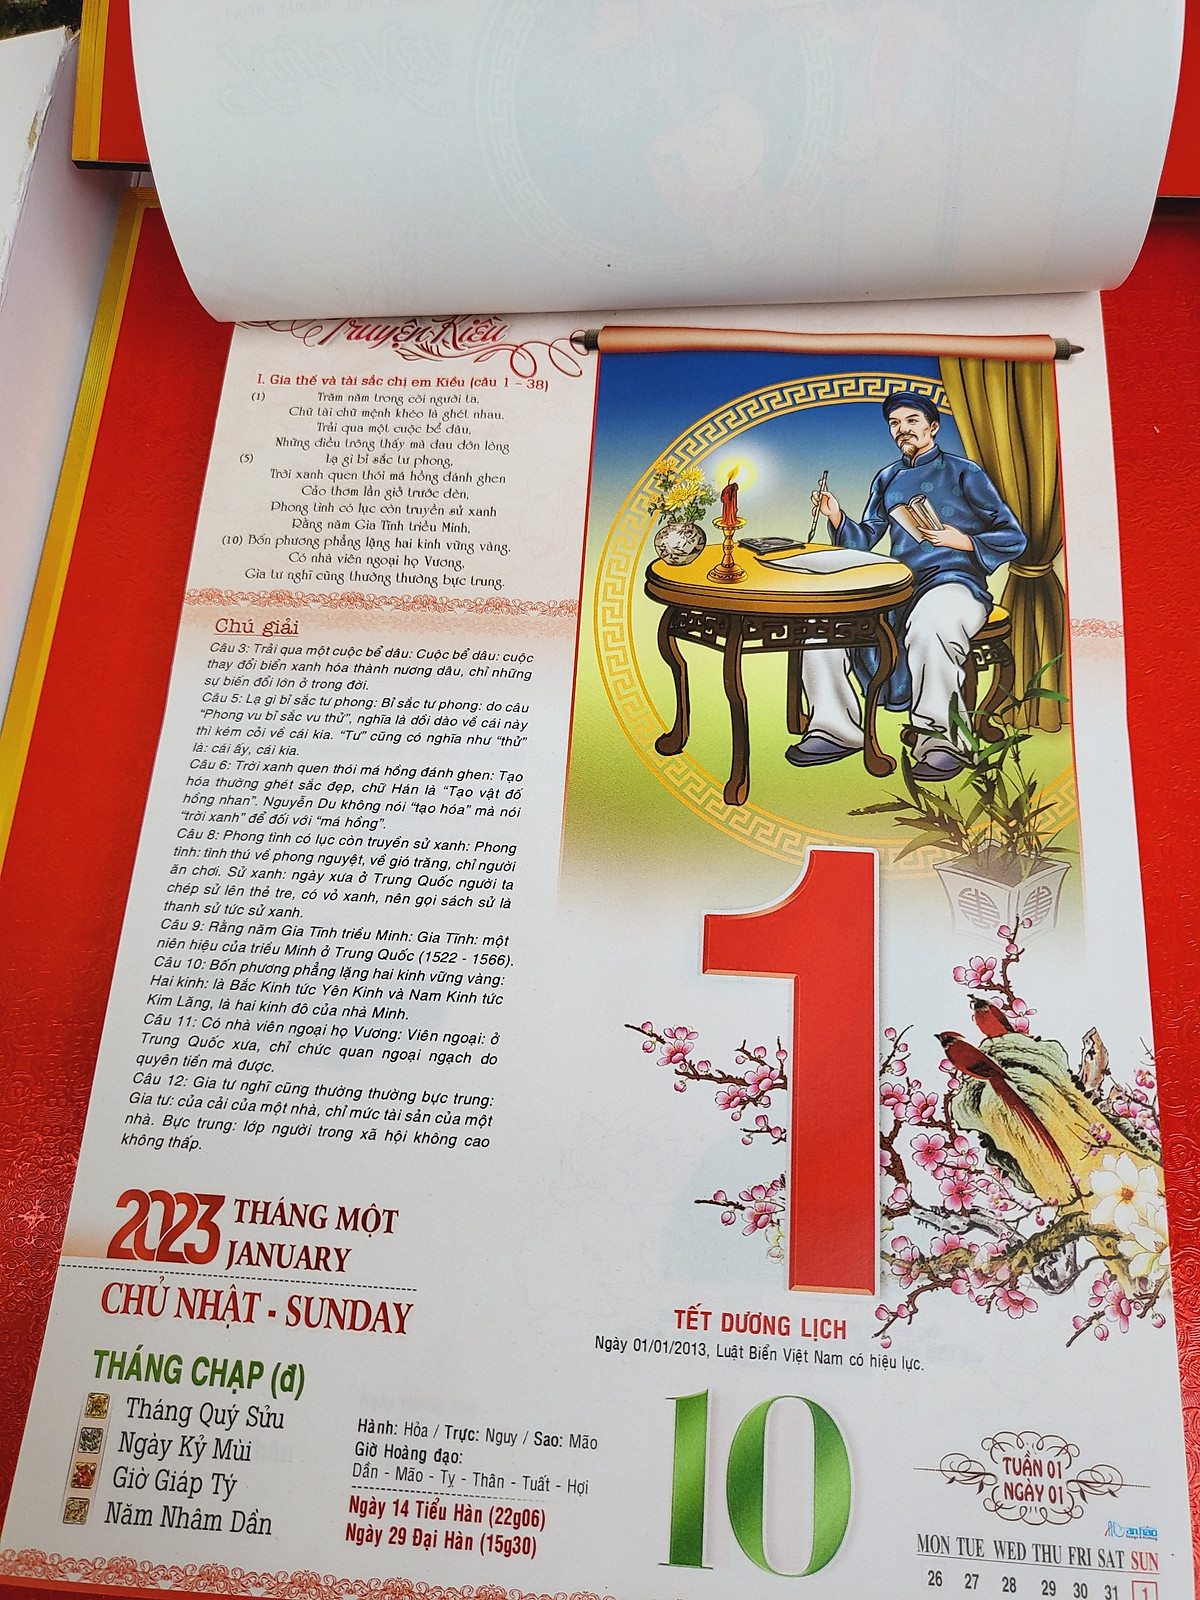 Truyện Kiều
I. Gia thế và tài sắc chị em Kiều (câu 1 - 38)
(1) Trăm năm trong cõi người ta,
Chữ tài chữ mệnh khéo là ghét nhau.
Trải qua một cuộc bể dâu,
Những điều trông thấy mà đau đớn lòng
(5) Lạ gì bỉ sắc tư phong,
Trời xanh quen thói má hồng đánh ghen
Cảo thơm lần giở trước đèn,
Phong tình có lục còn truyền sử xanh
Rằng năm Gia Tĩnh triều Minh,
(10) Bốn phương phẳng lặng hai kinh vững vàng.
Có nhà viên ngoại họ Vương,
Gia tư nghĩ cũng thường thường bực trung.
Chú giải
Câu 3: Trải qua một cuộc bể dâu: Cuộc bể dâu: cuộc
thay đổi biển xanh hóa thành nương dâu, chỉ những
sự biến đổi lớn ở trong đời.
Câu 5: Lạ gì bỉ sắc tư phong: Bỉ sắc tư phong: do câu
"Phong vu bỉ sắc vu thử", nghĩa là dồi dào về cái này
thì kém cỏi về cái kia. "Tư" cũng có nghĩa như "thử"
là: cái ấy, cái kia.
Câu 6: Trời xanh quen thói má hồng đánh ghen: Tạo
hóa thường ghét sắc đẹp, chữ Hán là "Tạo vật đố
hồng nhan". Nguyễn Du không nói "tạo hóa" mà nói
"trời xanh" để đối với "má hồng".
Câu 8: Phong tình có lục còn truyền sử xanh: Phong
tình: tình thú về phong nguyệt, về gió trăng, chỉ người
ăn chơi. Sử xanh: ngày xưa ở Trung Quốc người ta
chép sử lên thẻ tre, có vỏ xanh, nên gọi sách sử là
thanh sử tức sử xanh.
Câu 9: Rằng năm Gia Tĩnh triều Minh: Gia Tĩnh: một
niên hiệu của triều Minh ở Trung Quốc (1522 - 1566).
Câu 10: Bốn phương phẳng lặng hai kinh vững vàng:
Hai kinh: là Bắc Kinh tức Yên Kinh và Nam Kinh tức
Kim Lăng, là hai kinh đô của nhà Minh.
Câu 11: Có nhà viên ngoại họ Vương: Viên ngoại: ở
Trung Quốc xưa, chỉ chức quan ngoại ngạch do
quyên tiền mà được.
Câu 12: Gia tư nghĩ cũng thường thường bực trung:
Gia tư: của cải của một nhà, chỉ mức tài sản của một
nhà. Bực trung: lớp người trong xã hội không cao
không thấp.
1
2023 THÁNG MỘT
JANUARY
CHỦ NHẬT - SUNDAY
TẾT DƯƠNG LỊCH
Ngày 01/01/2013, Luật Biển Việt Nam có hiệu lực.
THÁNG CHẠP (đ)
Tháng Quý Sửu
Ngày Kỷ Mùi
Giờ Giáp Tý
Năm Nhâm Dần
Hành: Hỏa / Trực: Nguy / Sao: Mão
Giờ Hoàng đạo:
Dần - Mão - Tỵ - Thân - Tuất - Hợi
Ngày 14 Tiểu Hàn (22g06)
Ngày 29 Đại Hàn (15g30)
10
TUẦN 01
NGÀY 01
an hảo
MON TUE WED THU FRI SAT SUN
26 27 28 29 30 31 1